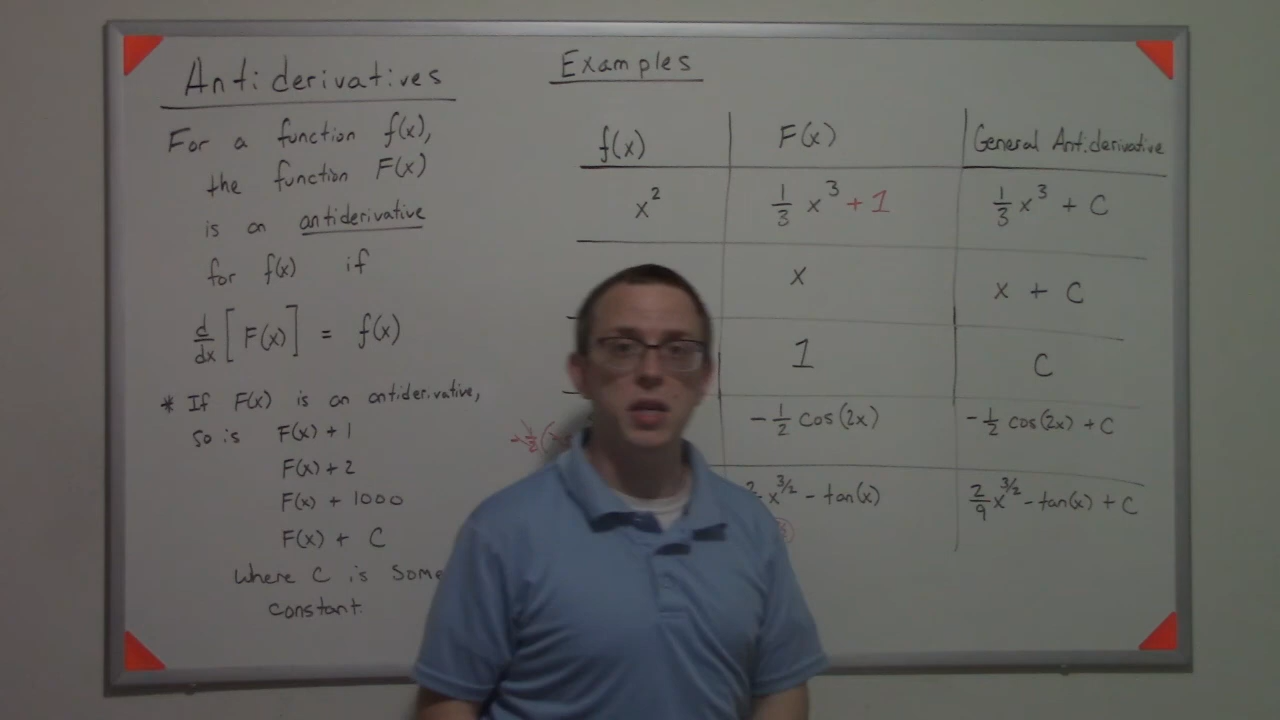 Antiderivatives
For a function f(x),
the function F(x)
is an antiderivative
for f(x) if
d/dx [F(x)] = f(x)
* If F(x) is an antiderivative,
so is F(x) + 1
F(x) + 2
F(x) + 1000
F(x) + C
Where C is some
constant.
Examples
f(x) F(x) General Antiderivative
x² 1/3 x³ + 1 1/3 x³ + C
x x + C
1 C
-1/2 cos(2x) -1/2 cos(2x) + C
x^3/2 - tan(x) 2/9 x^3/2 - tan(x) + C